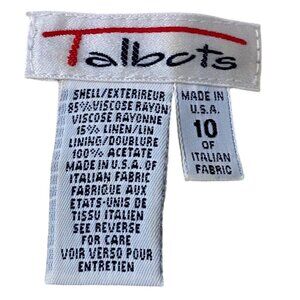 Talbots
SHELL/EXTERIEUR
85% VISCOSE RAYON
VISCOSE RAYONNE
15% LINEN/LIN
LINING/DOUBLURE
100% ACETATE
MADE IN U.S.A. OF
ITALIAN FABRIC
FABRIQUE AUX
ETATS-UNIS DE
TISSU ITALIEN
SEE REVERSE
FOR CARE
VOIR VERSO POUR
ENTRETIEN
MADE IN
U.S.A.
10
OF
ITALIAN
FABRIC